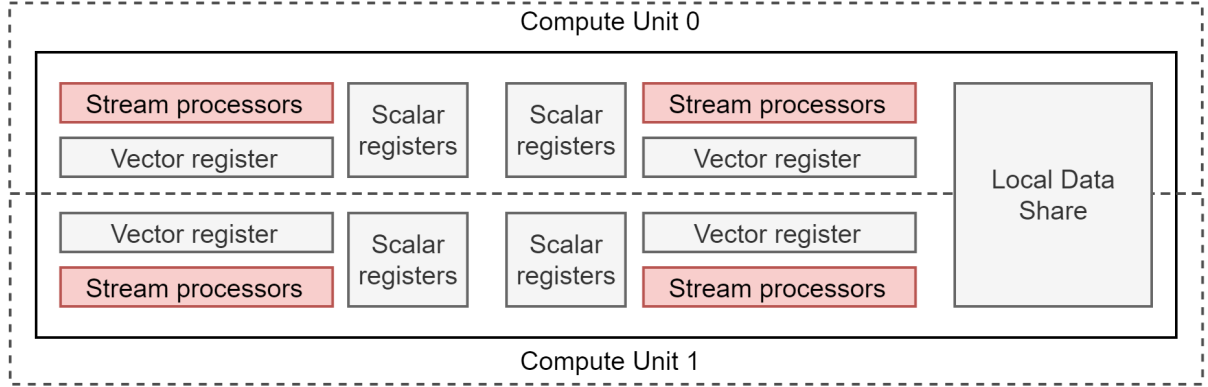 Compute Unit 0
Stream processors
Scalar
registers
Scalar
registers
Stream processors
Vector register
Vector register
Local Data
Share
Vector register
Scalar
registers
Scalar
registers
Vector register
Stream processors
Stream processors
Compute Unit 1